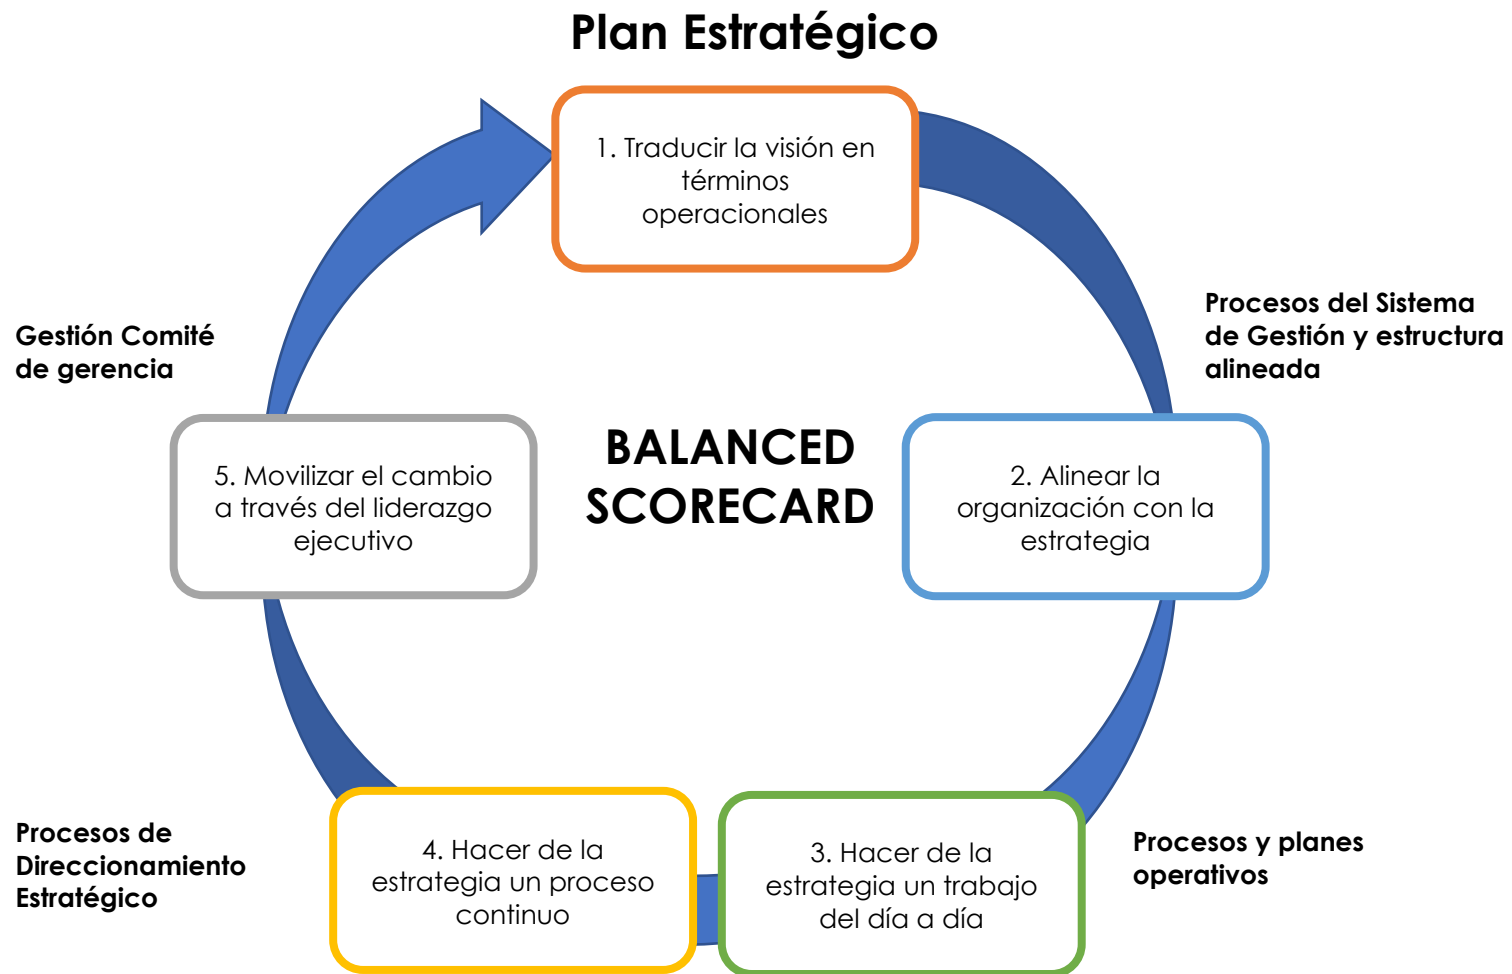 Plan Estratégico
1. Traducir la visión en
términos
operacionales
Procesos del Sistema
de Gestión y estructura
alineada
Gestión Comité
de gerencia
BALANCED
SCORECARD
5. Movilizar el cambio
a través del liderazgo
ejecutivo
2. Alinear la
organización con la
estrategia
Procesos de
Direccionamiento
Estratégico
4. Hacer de la
estrategia un proceso
continuo
3. Hacer de la
estrategia un trabajo
del día a día
Procesos y planes
operativos